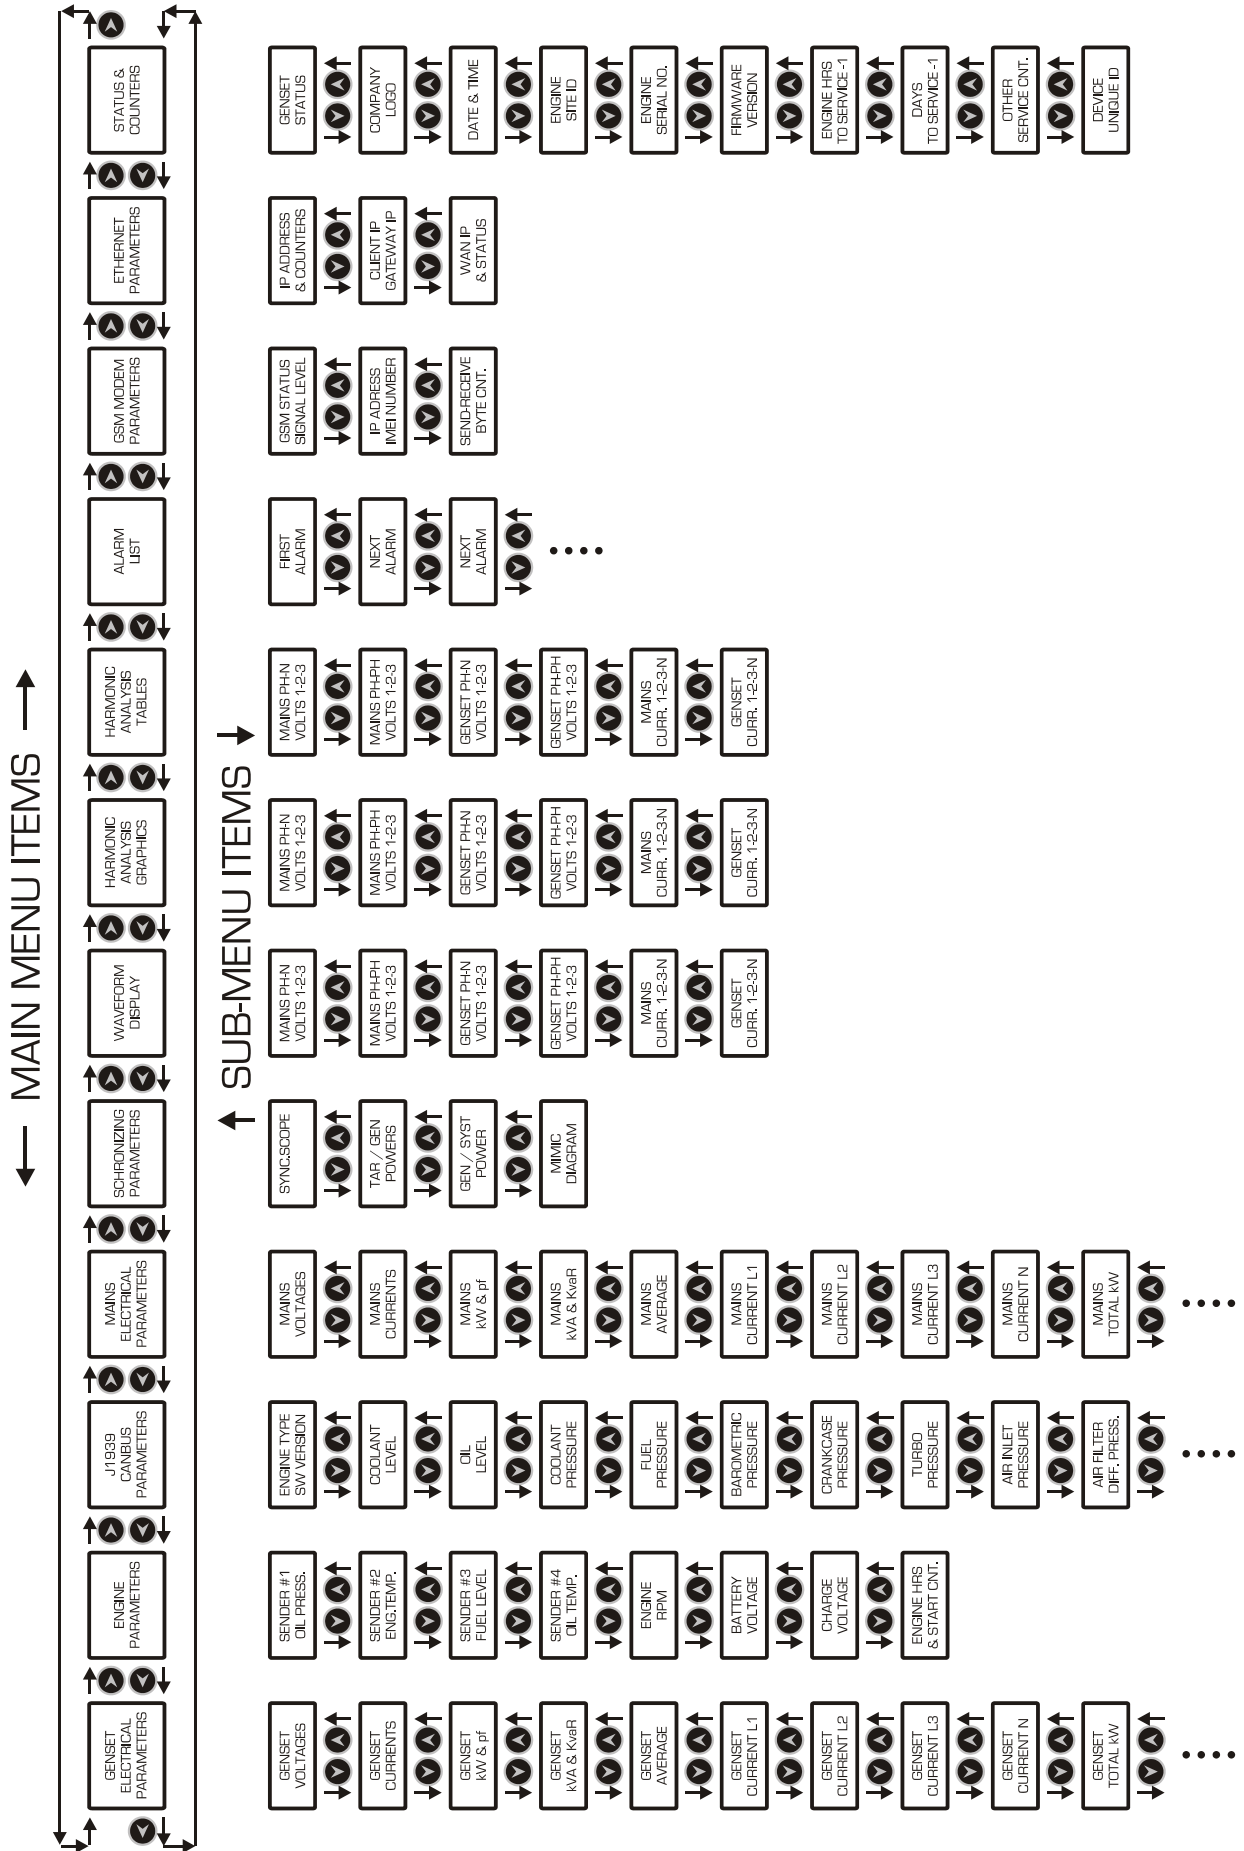 MAIN MENU ITEMS
GENSET
ELECTRICAL
PARAMETERS
ENGINE
PARAMETERS
J1939
CANBUS
PARAMETERS
MAINS
ELECTRICAL
PARAMETERS
SCHRONIZING
PARAMETERS
WAVEFORM
DISPLAY
HARMONIC
ANALYSIS
GRAPHICS
HARMONIC
ANALYSIS
TABLES
ALARM
LIST
GSM MODEM
PARAMETERS
ETHERNET
PARAMETERS
STATUS &
COUNTERS
SUB-MENU ITEMS
GENSET
VOLTAGES
GENSET
CURRENTS
GENSET
kW & pf
GENSET
kVA & KvaR
GENSET
AVERAGE
GENSET
CURRENT L1
GENSET
CURRENT L2
GENSET
CURRENT L3
GENSET
CURRENT N
GENSET
TOTAL kW
....
SENDER #1
OIL PRESS.
SENDER #2
ENG.TEMP.
SENDER #3
FUEL LEVEL
SENDER #4
OIL TEMP.
ENGINE
RPM
BATTERY
VOLTAGE
CHARGE
VOLTAGE
ENGINE HRS
& START CNT.
ENGINE TYPE
SW VERSION
COOLANT
LEVEL
OIL
LEVEL
COOLANT
PRESSURE
FUEL
PRESSURE
BAROMETRIC
PRESSURE
CRANKCASE
PRESSURE
TURBO
PRESSURE
AIR INLET
PRESSURE
AIR FILTER
DIFF. PRESS.
....
MAINS
VOLTAGES
MAINS
CURRENTS
MAINS
kW & pf
MAINS
kVA & KvaR
MAINS
AVERAGE
MAINS
CURRENT L1
MAINS
CURRENT L2
MAINS
CURRENT L3
MAINS
CURRENT N
MAINS
TOTAL kW
....
SYNC.SCOPE
TAR / GEN
POWERS
GEN / SYST
POWER
MIMIC
DIAGRAM
MAINS PH-N
VOLTS 1-2-3
MAINS PH-PH
VOLTS 1-2-3
GENSET PH-N
VOLTS 1-2-3
GENSET PH-PH
VOLTS 1-2-3
MAINS
CURR. 1-2-3-N
GENSET
CURR. 1-2-3-N
MAINS PH-N
VOLTS 1-2-3
MAINS PH-PH
VOLTS 1-2-3
GENSET PH-N
VOLTS 1-2-3
GENSET PH-PH
VOLTS 1-2-3
MAINS
CURR. 1-2-3-N
GENSET
CURR. 1-2-3-N
MAINS PH-N
VOLTS 1-2-3
MAINS PH-PH
VOLTS 1-2-3
GENSET PH-N
VOLTS 1-2-3
GENSET PH-PH
VOLTS 1-2-3
MAINS
CURR. 1-2-3-N
GENSET
CURR. 1-2-3-N
FIRST
ALARM
NEXT
ALARM
NEXT
ALARM
....
GSM STATUS
SIGNAL LEVEL
IP ADRESS
IMEI NUMBER
SEND-RECEIVE
BYTE CNT.
IP ADDRESS
& COUNTERS
CLIENT IP
GATEWAY IP
WAN IP
& STATUS
GENSET
STATUS
COMPANY
LOGO
DATE & TIME
ENGINE
SITE ID
ENGINE
SERIAL NO.
FIRMWARE
VERSION
ENGINE HRS
TO SERVICE -1
DAYS
TO SERVICE -1
OTHER
SERVICE CNT.
DEVICE
UNIQUE ID